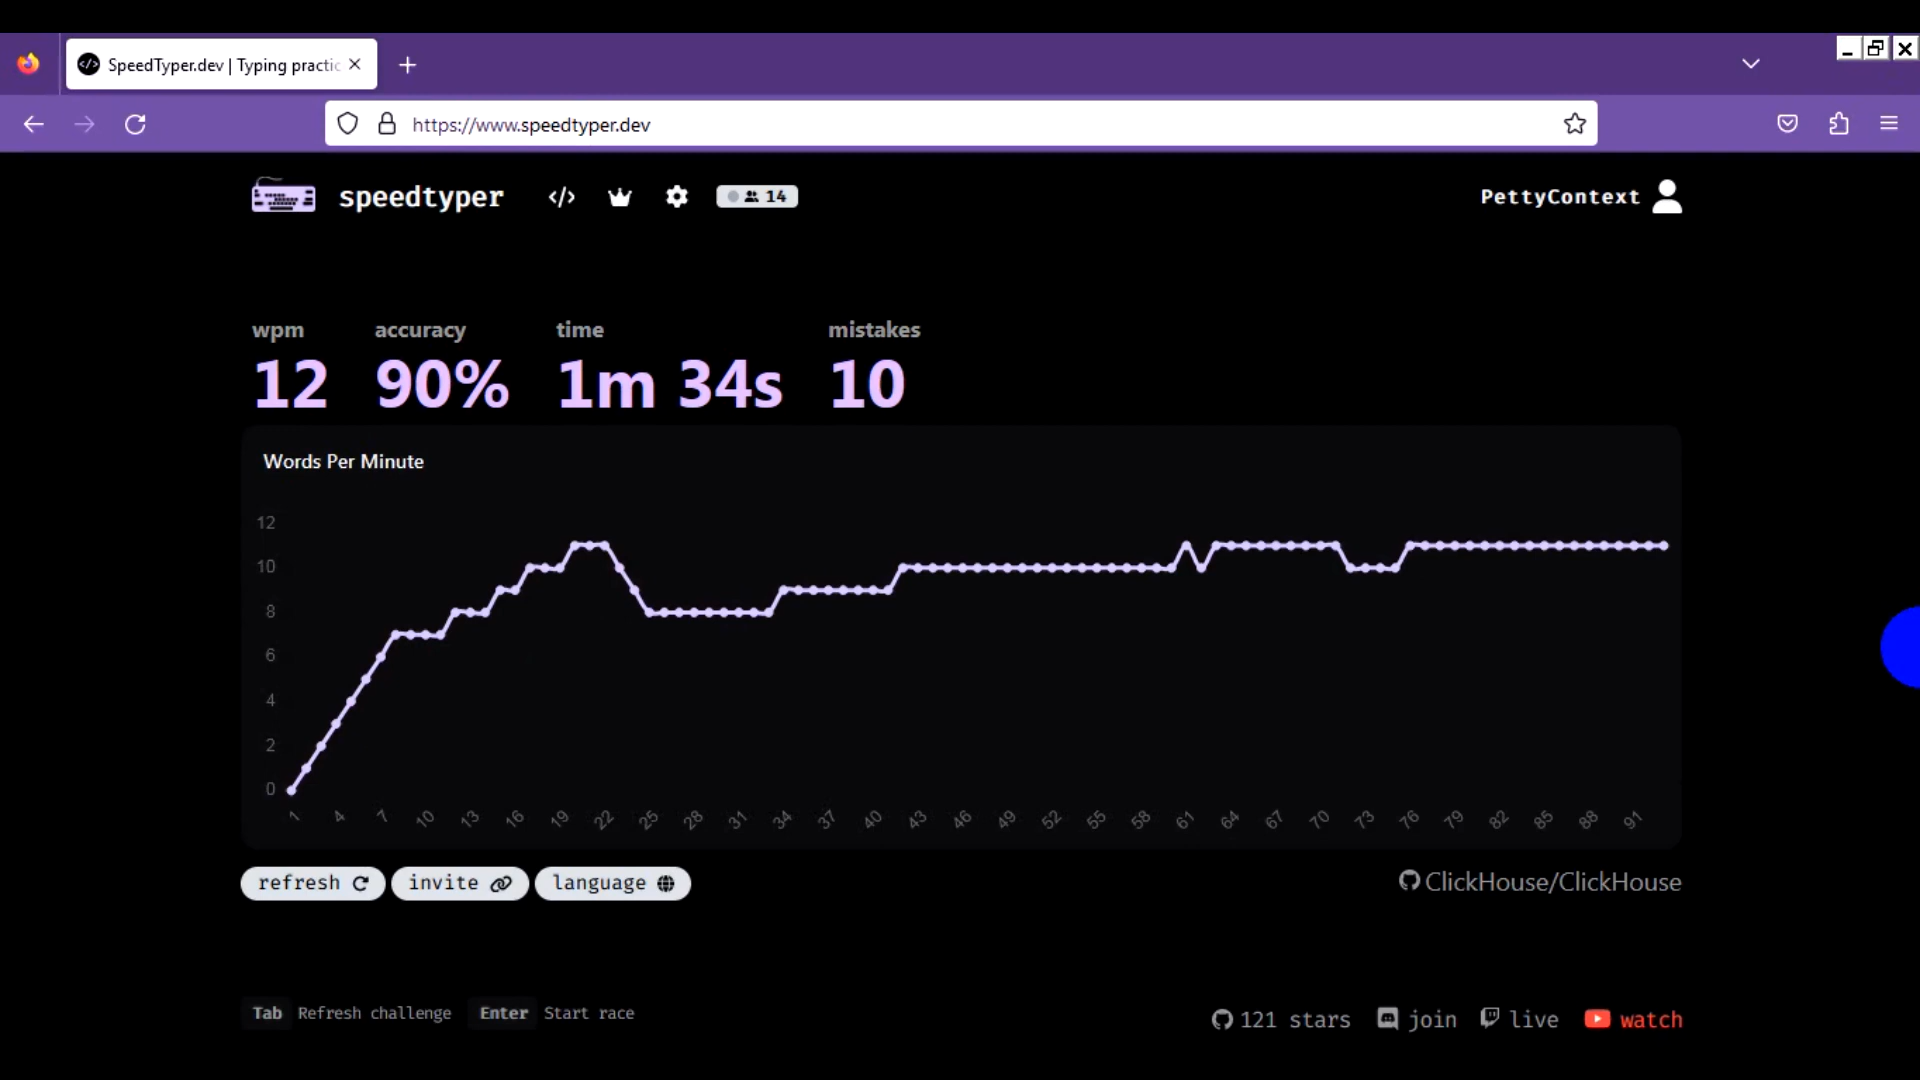 SpeedTyper.dev | Typing practic
https://www.speedtyper.dev
speedtyper
14
PettyContext
wpm accuracy time mistakes
12 90% 1m 34s 10
Words Per Minute
12
10
8
6
4
2
0
1 4 7 10 13 16 19 22 25 28 31 34 37 40 43 46 49 52 55 58 61 64 67 70 73 76 79 82 85 88 91
refresh invite language
ClickHouse/ClickHouse
Tab Refresh challenge Enter Start race
121 stars join live watch